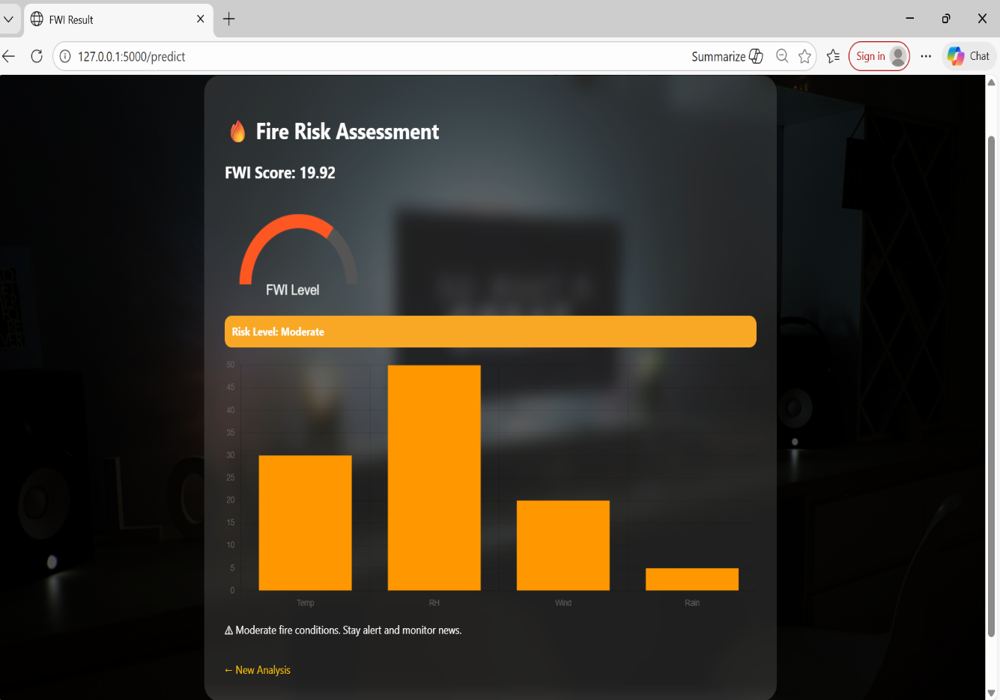 FWI Result
127.0.0.1:5000/predict
Summarize
Sign in
Chat
Fire Risk Assessment
FWI Score: 19.92
FWI Level
Risk Level: Moderate
50
45
40
35
30
25
20
15
10
5
0
Temp RH Wind Rain
⚠ Moderate fire conditions. Stay alert and monitor news.
← New Analysis